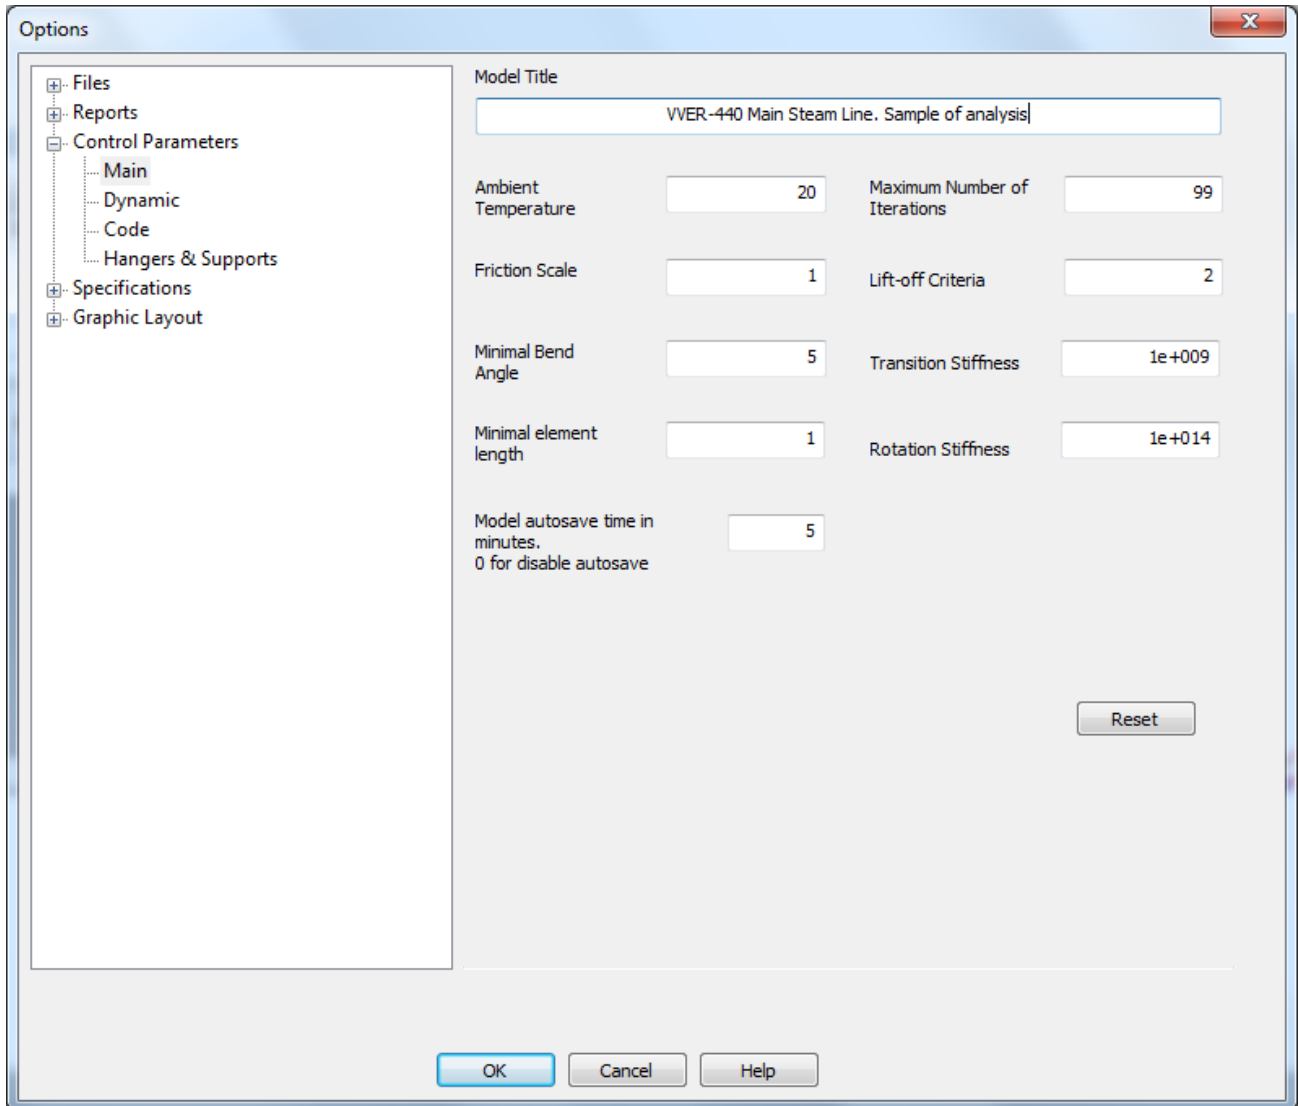 Options
Files
Reports
Control Parameters
Main
Dynamic
Code
Hangers & Supports
Specifications
Graphic Layout
Model Title
VVER-440 Main Steam Line. Sample of analysis
Ambient
Temperature
20
Maximum Number of
Iterations
99
Friction Scale
1
Lift-off Criteria
2
Minimal Bend
Angle
5
Transition Stiffness
1e+009
Minimal element
length
1
Rotation Stiffness
1e+014
Model autosave time in
minutes.
0 for disable autosave
5
Reset
OK
Cancel
Help